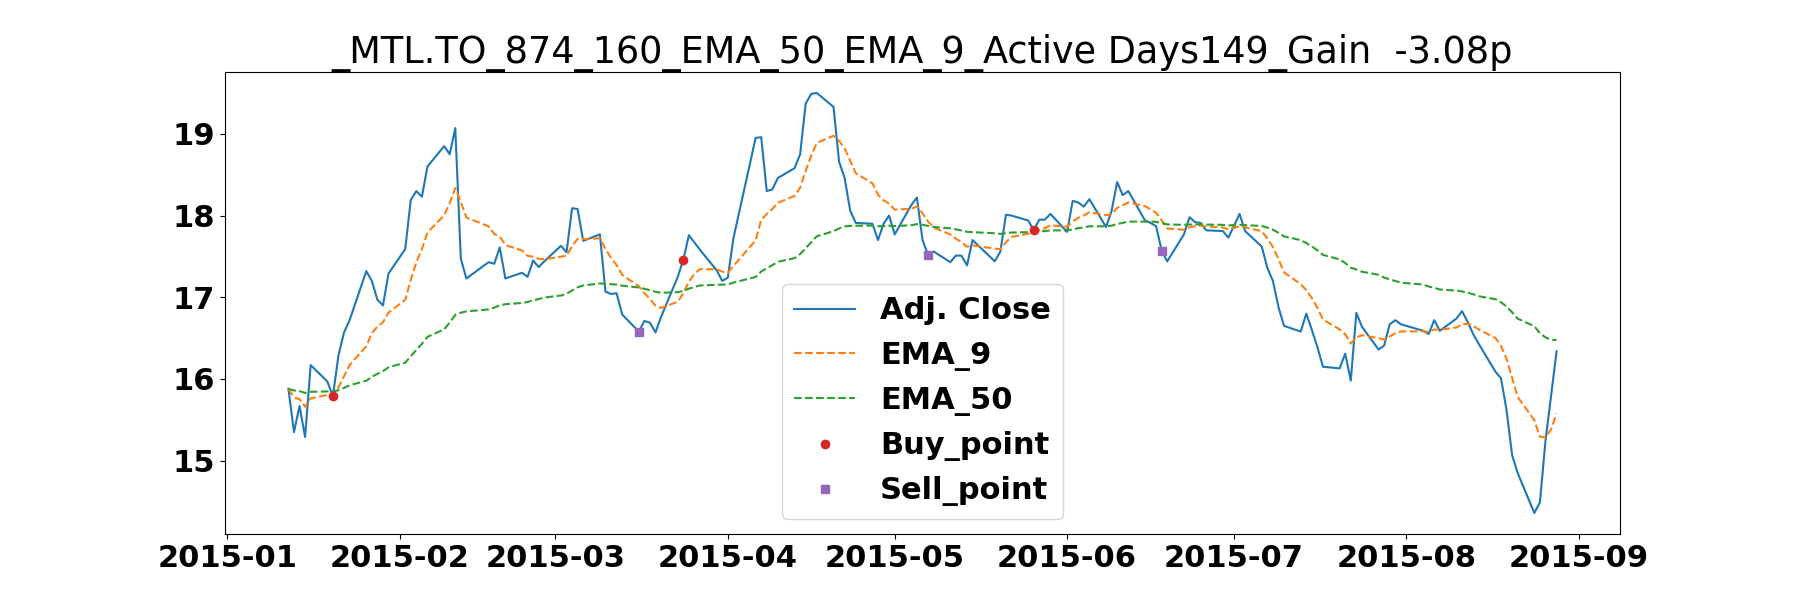 _MTL.TO_874_160_EMA_50_EMA_9_Active Days149_Gain  -3.08p
19
18
17
16
15
Adj. Close
EMA_9
EMA_50
Buy_point
Sell_point
2015-01 2015-02 2015-03 2015-04 2015-05 2015-06 2015-07 2015-08 2015-09